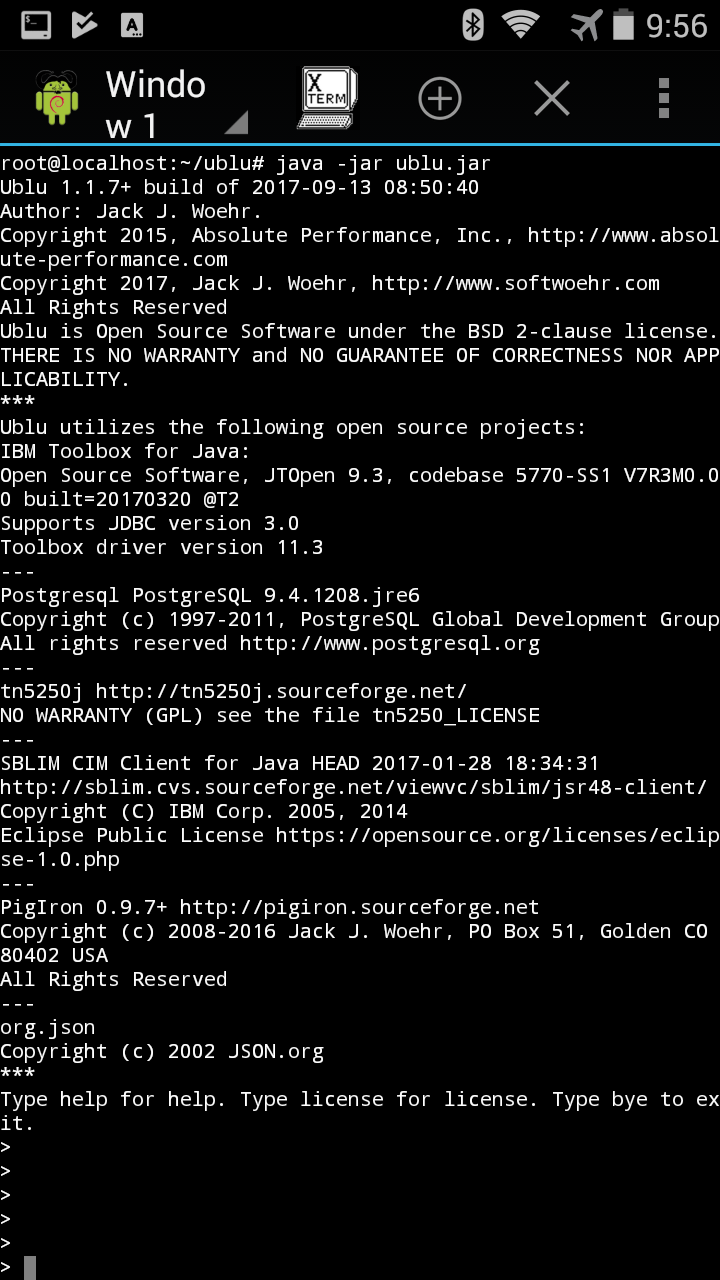 9:56
Windo
w 1
X
TERM
root@localhost:~/ublu# java -jar ublu.jar
Ublu 1.1.7+ build of 2017-09-13 08:50:40
Author: Jack J. Woehr.
Copyright 2015, Absolute Performance, Inc., http://www.absol
ute-performance.com
Copyright 2017, Jack J. Woehr, http://www.softwoehr.com
All Rights Reserved
Ublu is Open Source Software under the BSD 2-clause license.
THERE IS NO WARRANTY and NO GUARANTEE OF CORRECTNESS NOR APP
LICABILITY.
***
Ublu utilizes the following open source projects:
IBM Toolbox for Java:
Open Source Software, JTOpen 9.3, codebase 5770-SS1 V7R3M0.0
0 built=20170320 @T2
Supports JDBC version 3.0
Toolbox driver version 11.3
---
Postgresql PostgreSQL 9.4.1208.jre6
Copyright (c) 1997-2011, PostgreSQL Global Development Group
All rights reserved http://www.postgresql.org
---
tn5250j http://tn5250j.sourceforge.net/
NO WARRANTY (GPL) see the file tn5250_LICENSE
---
SBLIM CIM Client for Java HEAD 2017-01-28 18:34:31
http://sblim.cvs.sourceforge.net/viewvc/sblim/jsr48-client/
Copyright (C) IBM Corp. 2005, 2014
Eclipse Public License https://opensource.org/licenses/eclip
se-1.0.php
---
PigIron 0.9.7+ http://pigiron.sourceforge.net
Copyright (c) 2008-2016 Jack J. Woehr, PO Box 51, Golden CO
80402 USA
All Rights Reserved
---
org.json
Copyright (c) 2002 JSON.org
***
Type help for help. Type license for license. Type bye to ex
it.
>
>
>
>
>
>